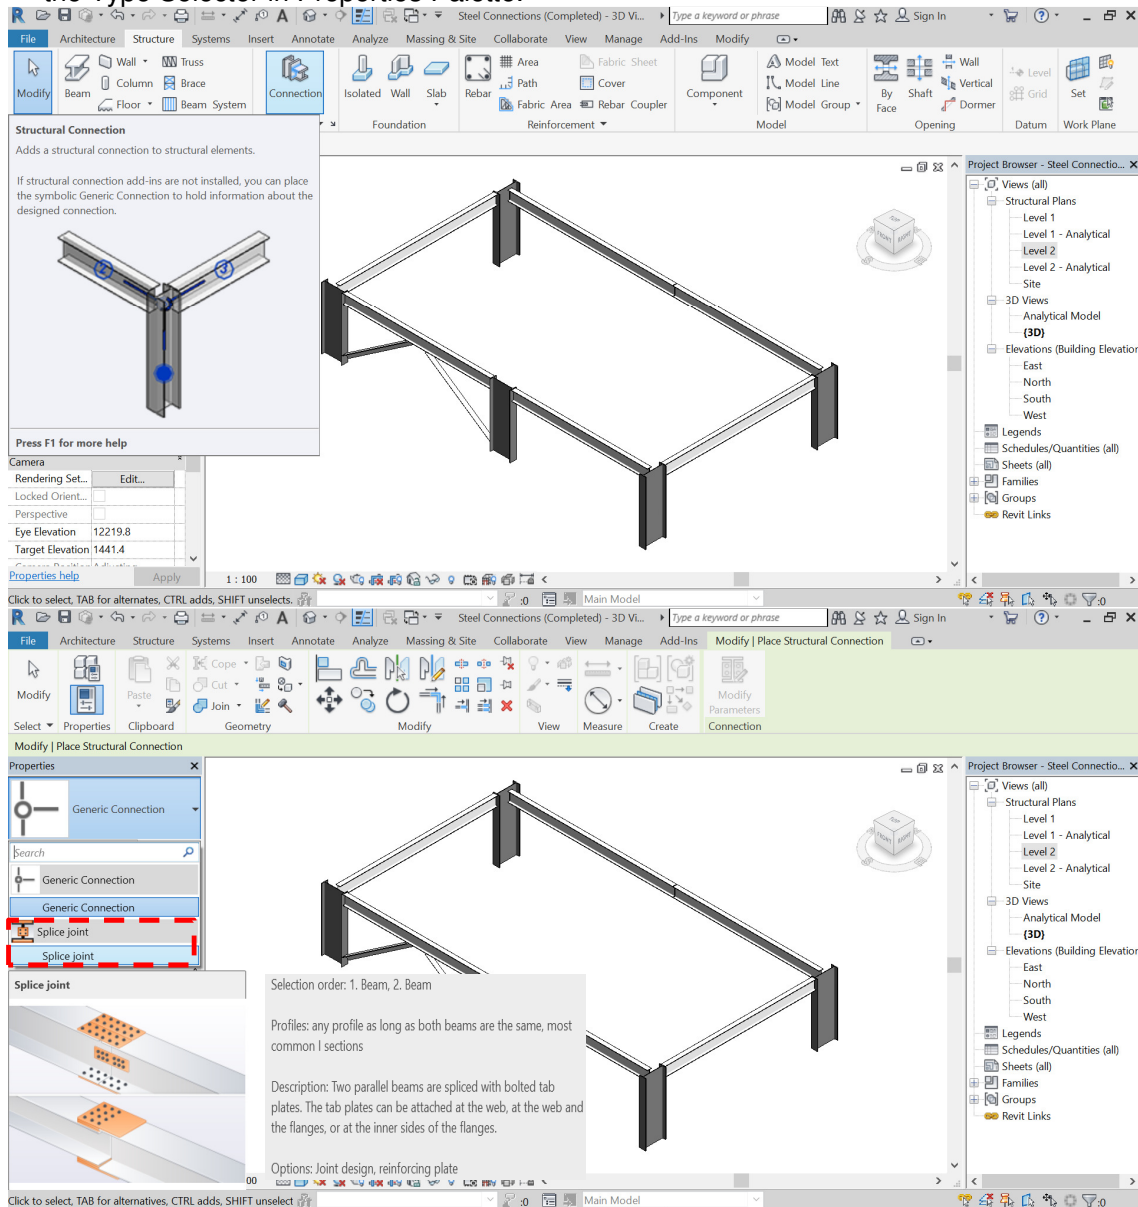 the Type Selector in Properties Palette.
Steel Connections (Completed) - 3D Vi...
Type a keyword or phrase
Sign In
File Architecture Structure Systems Insert Annotate Analyze Massing & Site Collaborate View Manage Add-Ins Modify
Modify
Beam
Wall
Column
Floor
Truss
Brace
Beam System
Connection
Isolated Wall Slab
Foundation
Rebar
Area
Path
Fabric Area
Fabric Sheet
Cover
Rebar Coupler
Reinforcement
Component
Model Text
Model Line
Model Group
Model
By
Face
Shaft
Wall
Vertical
Dormer
Opening
Level
Grid
Datum
Set
Work Plane
Structural Connection
Adds a structural connection to structural elements.
If structural connection add-ins are not installed, you can place
the symbolic Generic Connection to hold information about the
designed connection.
2
3
Press F1 for more help
Camera
Rendering Set... Edit...
Locked Orient...
Perspective
Eye Elevation 12219.8
Target Elevation 1441.4
Properties help Apply
1 : 100
FRONT
Project Browser - Steel Connectio...
Views (all)
Structural Plans
Level 1
Level 1 - Analytical
Level 2
Level 2 - Analytical
Site
3D Views
Analytical Model
{3D}
Elevations (Building Elevation
East
North
South
West
Legends
Schedules/Quantities (all)
Sheets (all)
Families
Groups
Revit Links
Click to select, TAB for alternates, CTRL adds, SHIFT unselects.
:0
Main Model
:0
Steel Connections (Completed) - 3D Vi...
Type a keyword or phrase
Sign In
File Architecture Structure Systems Insert Annotate Analyze Massing & Site Collaborate View Manage Add-Ins Modify | Place Structural Connection
Modify
Select
Properties
Paste
Clipboard
Cope
Cut
Join
Geometry
Modify
View
Measure
Create
Modify
Parameters
Connection
Modify | Place Structural Connection
Properties
Generic Connection
Search
Generic Connection
Generic Connection
Splice joint
Splice joint
Splice joint
Selection order: 1. Beam, 2. Beam
Profiles: any profile as long as both beams are the same, most
common I sections
Description: Two parallel beams are spliced with bolted tab
plates. The tab plates can be attached at the web, at the web and
the flanges, or at the inner sides of the flanges.
Options: Joint design, reinforcing plate
00
FRONT
Project Browser - Steel Connectio...
Views (all)
Structural Plans
Level 1
Level 1 - Analytical
Level 2
Level 2 - Analytical
Site
3D Views
Analytical Model
{3D}
Elevations (Building Elevation
East
North
South
West
Legends
Schedules/Quantities (all)
Sheets (all)
Families
Groups
Revit Links
Click to select, TAB for alternatives, CTRL adds, SHIFT unselect
:0
Main Model
:0